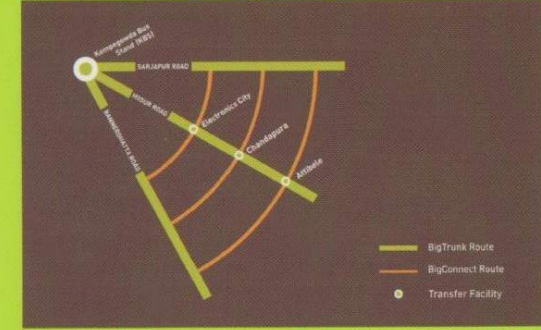 Kempegowda Bus
Stand (KBS)
SARJAPUR ROAD
HOSUR ROAD
BANNERGHATTA ROAD
Electronics City
Chandapura
Attibele
BigTrunk Route
BigConnect Route
Transfer Facility